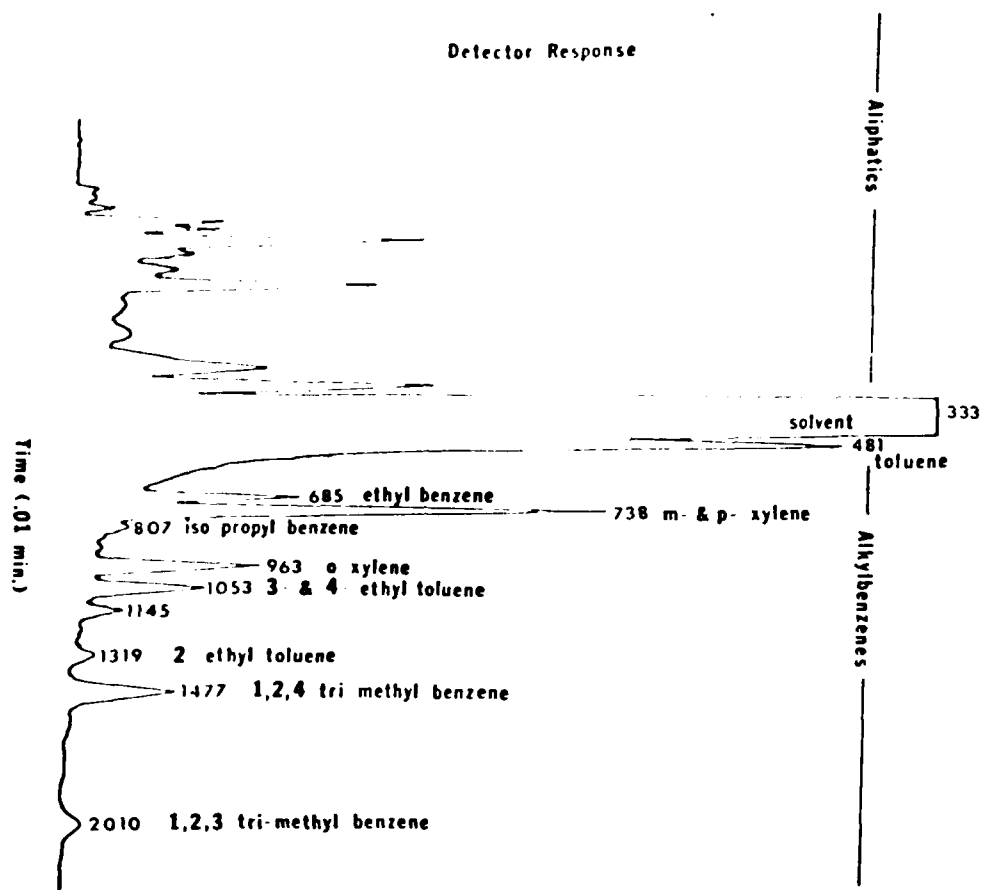 Detector Response
Aliphatics
333
solvent
481
toluene
685 ethyl benzene
738 m- & p- xylene
807 iso propyl benzene
963 o xylene
1053 3 & 4 ethyl toluene
1145
1319 2 ethyl toluene
1477 1,2,4 tri methyl benzene
2010 1,2,3 tri-methyl benzene
Alkylbenzenes
Time (.01 min.)